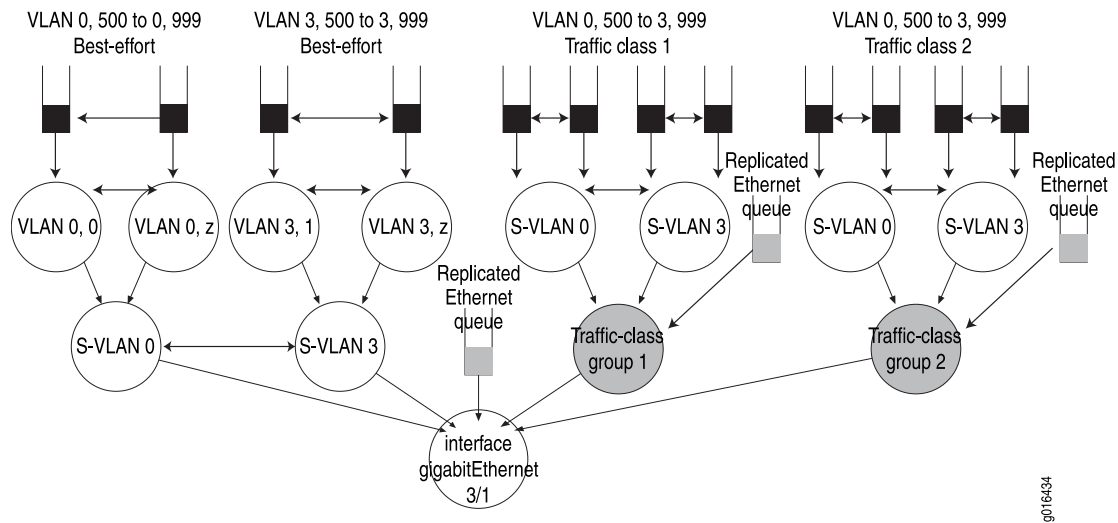 VLAN 0, 500 to 0, 999
Best-effort
VLAN 3, 500 to 3, 999
Best-effort
VLAN 0, 500 to 3, 999
Traffic class 1
VLAN 0, 500 to 3, 999
Traffic class 2
Replicated
Ethernet
queue
Replicated
Ethernet
queue
VLAN 0, 0
VLAN 0, z
VLAN 3, 1
VLAN 3, z
S-VLAN 0
S-VLAN 3
S-VLAN 0
S-VLAN 3
Replicated
Ethernet
queue
S-VLAN 0
S-VLAN 3
Traffic-class
group 1
Traffic-class
group 2
interface
gigabitEthernet
3/1
g016434